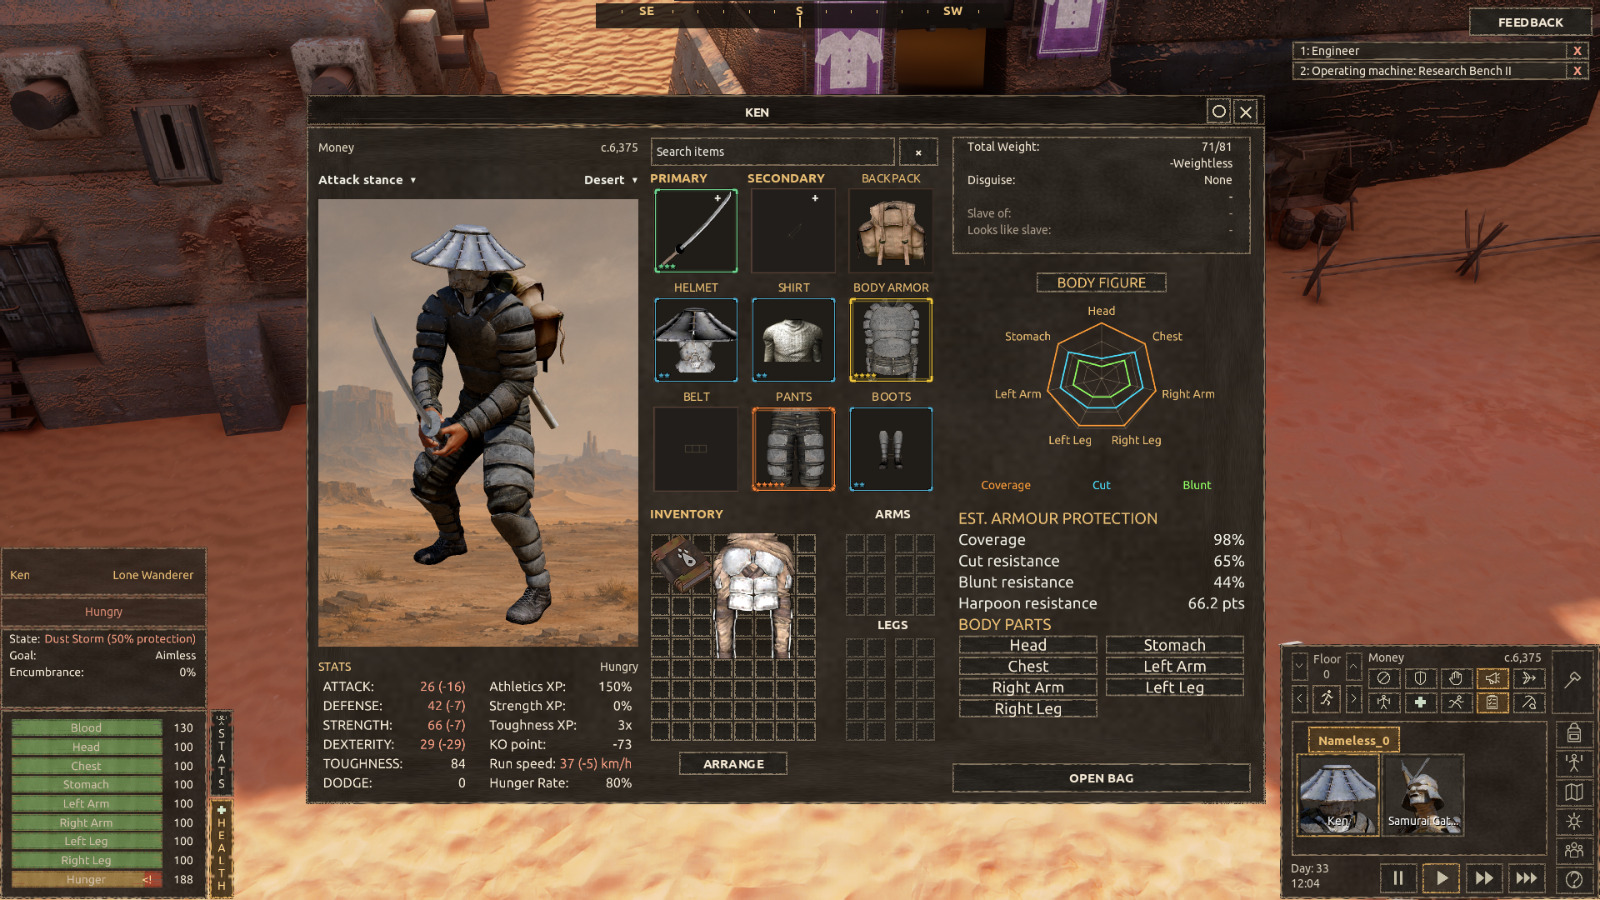 SE S SW
FEEDBACK
1: Engineer X
2: Operating machine: Research Bench II X
KEN
Money c.6,375
Attack stance ▾ Desert ▾
Search items ×
PRIMARY SECONDARY BACKPACK
HELMET SHIRT BODY ARMOR
BELT PANTS BOOTS
INVENTORY ARMS
LEGS
ARRANGE
STATS Hungry
ATTACK: 26 (-16) Athletics XP: 150%
DEFENSE: 42 (-7) Strength XP: 0%
STRENGTH: 66 (-7) Toughness XP: 3x
DEXTERITY: 29 (-29) KO point: -73
TOUGHNESS: 84 Run speed: 37 (-5) km/h
DODGE: 0 Hunger Rate: 80%
Total Weight: 71/81
-Weightless
Disguise: None
-
Slave of: -
Looks like slave: -
BODY FIGURE
Head
Stomach Chest
Left Arm Right Arm
Left Leg Right Leg
Coverage Cut Blunt
EST. ARMOUR PROTECTION
Coverage 98%
Cut resistance 65%
Blunt resistance 44%
Harpoon resistance 66.2 pts
BODY PARTS
Head Stomach
Chest Left Arm
Right Arm Left Leg
Right Leg
OPEN BAG
Ken Lone Wanderer
Hungry
State: Dust Storm (50% protection)
Goal: Aimless
Encumbrance: 0%
Blood 130
Head 100
Chest 100
Stomach 100
Left Arm 100
Right Arm 100
Left Leg 100
Right Leg 100
Hunger <! 188
STATS
HEALTH
Floor Money c.6,375
0
Nameless_0
Ken Samurai Gat...
Day: 33
12:04